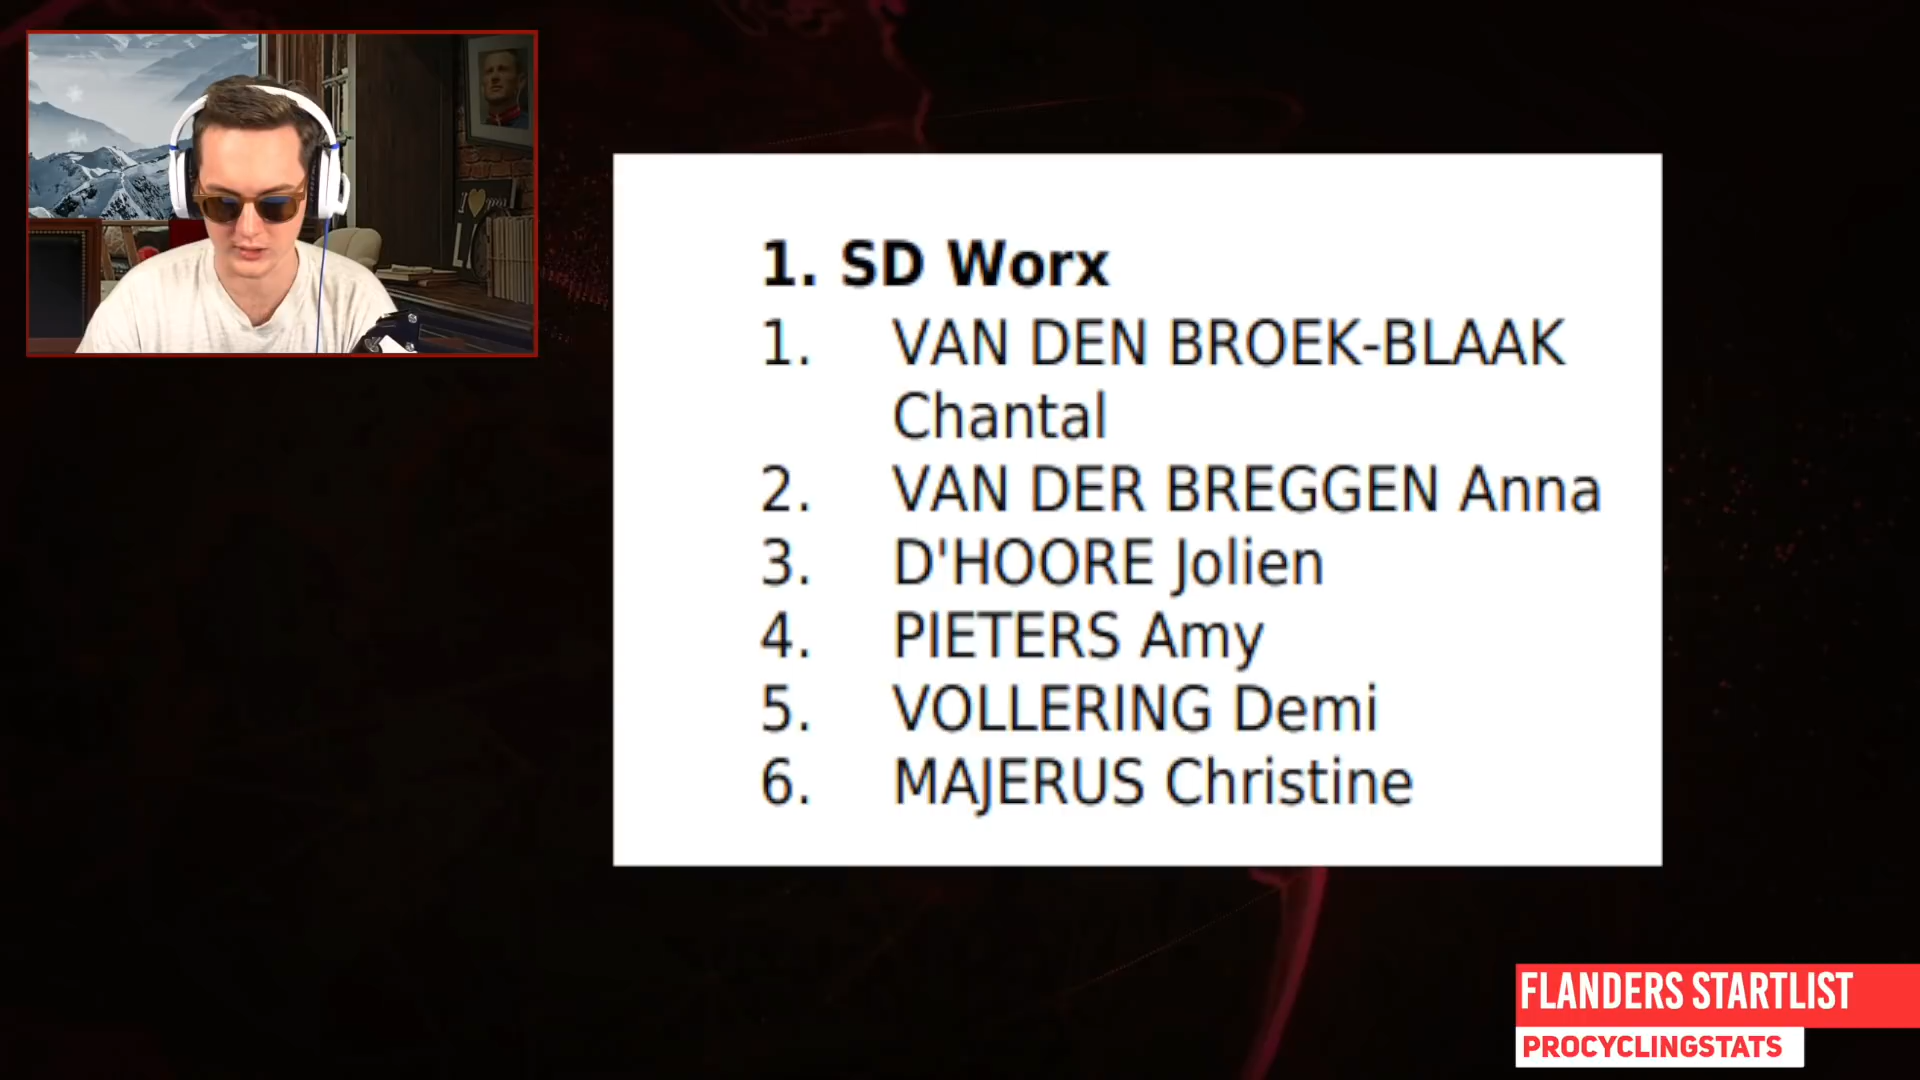 1. SD Worx
1. VAN DEN BROEK-BLAAK
Chantal
2. VAN DER BREGGEN Anna
3. D'HOORE Jolien
4. PIETERS Amy
5. VOLLERING Demi
6. MAJERUS Christine
FLANDERS STARTLIST
PROCYCLINGSTATS